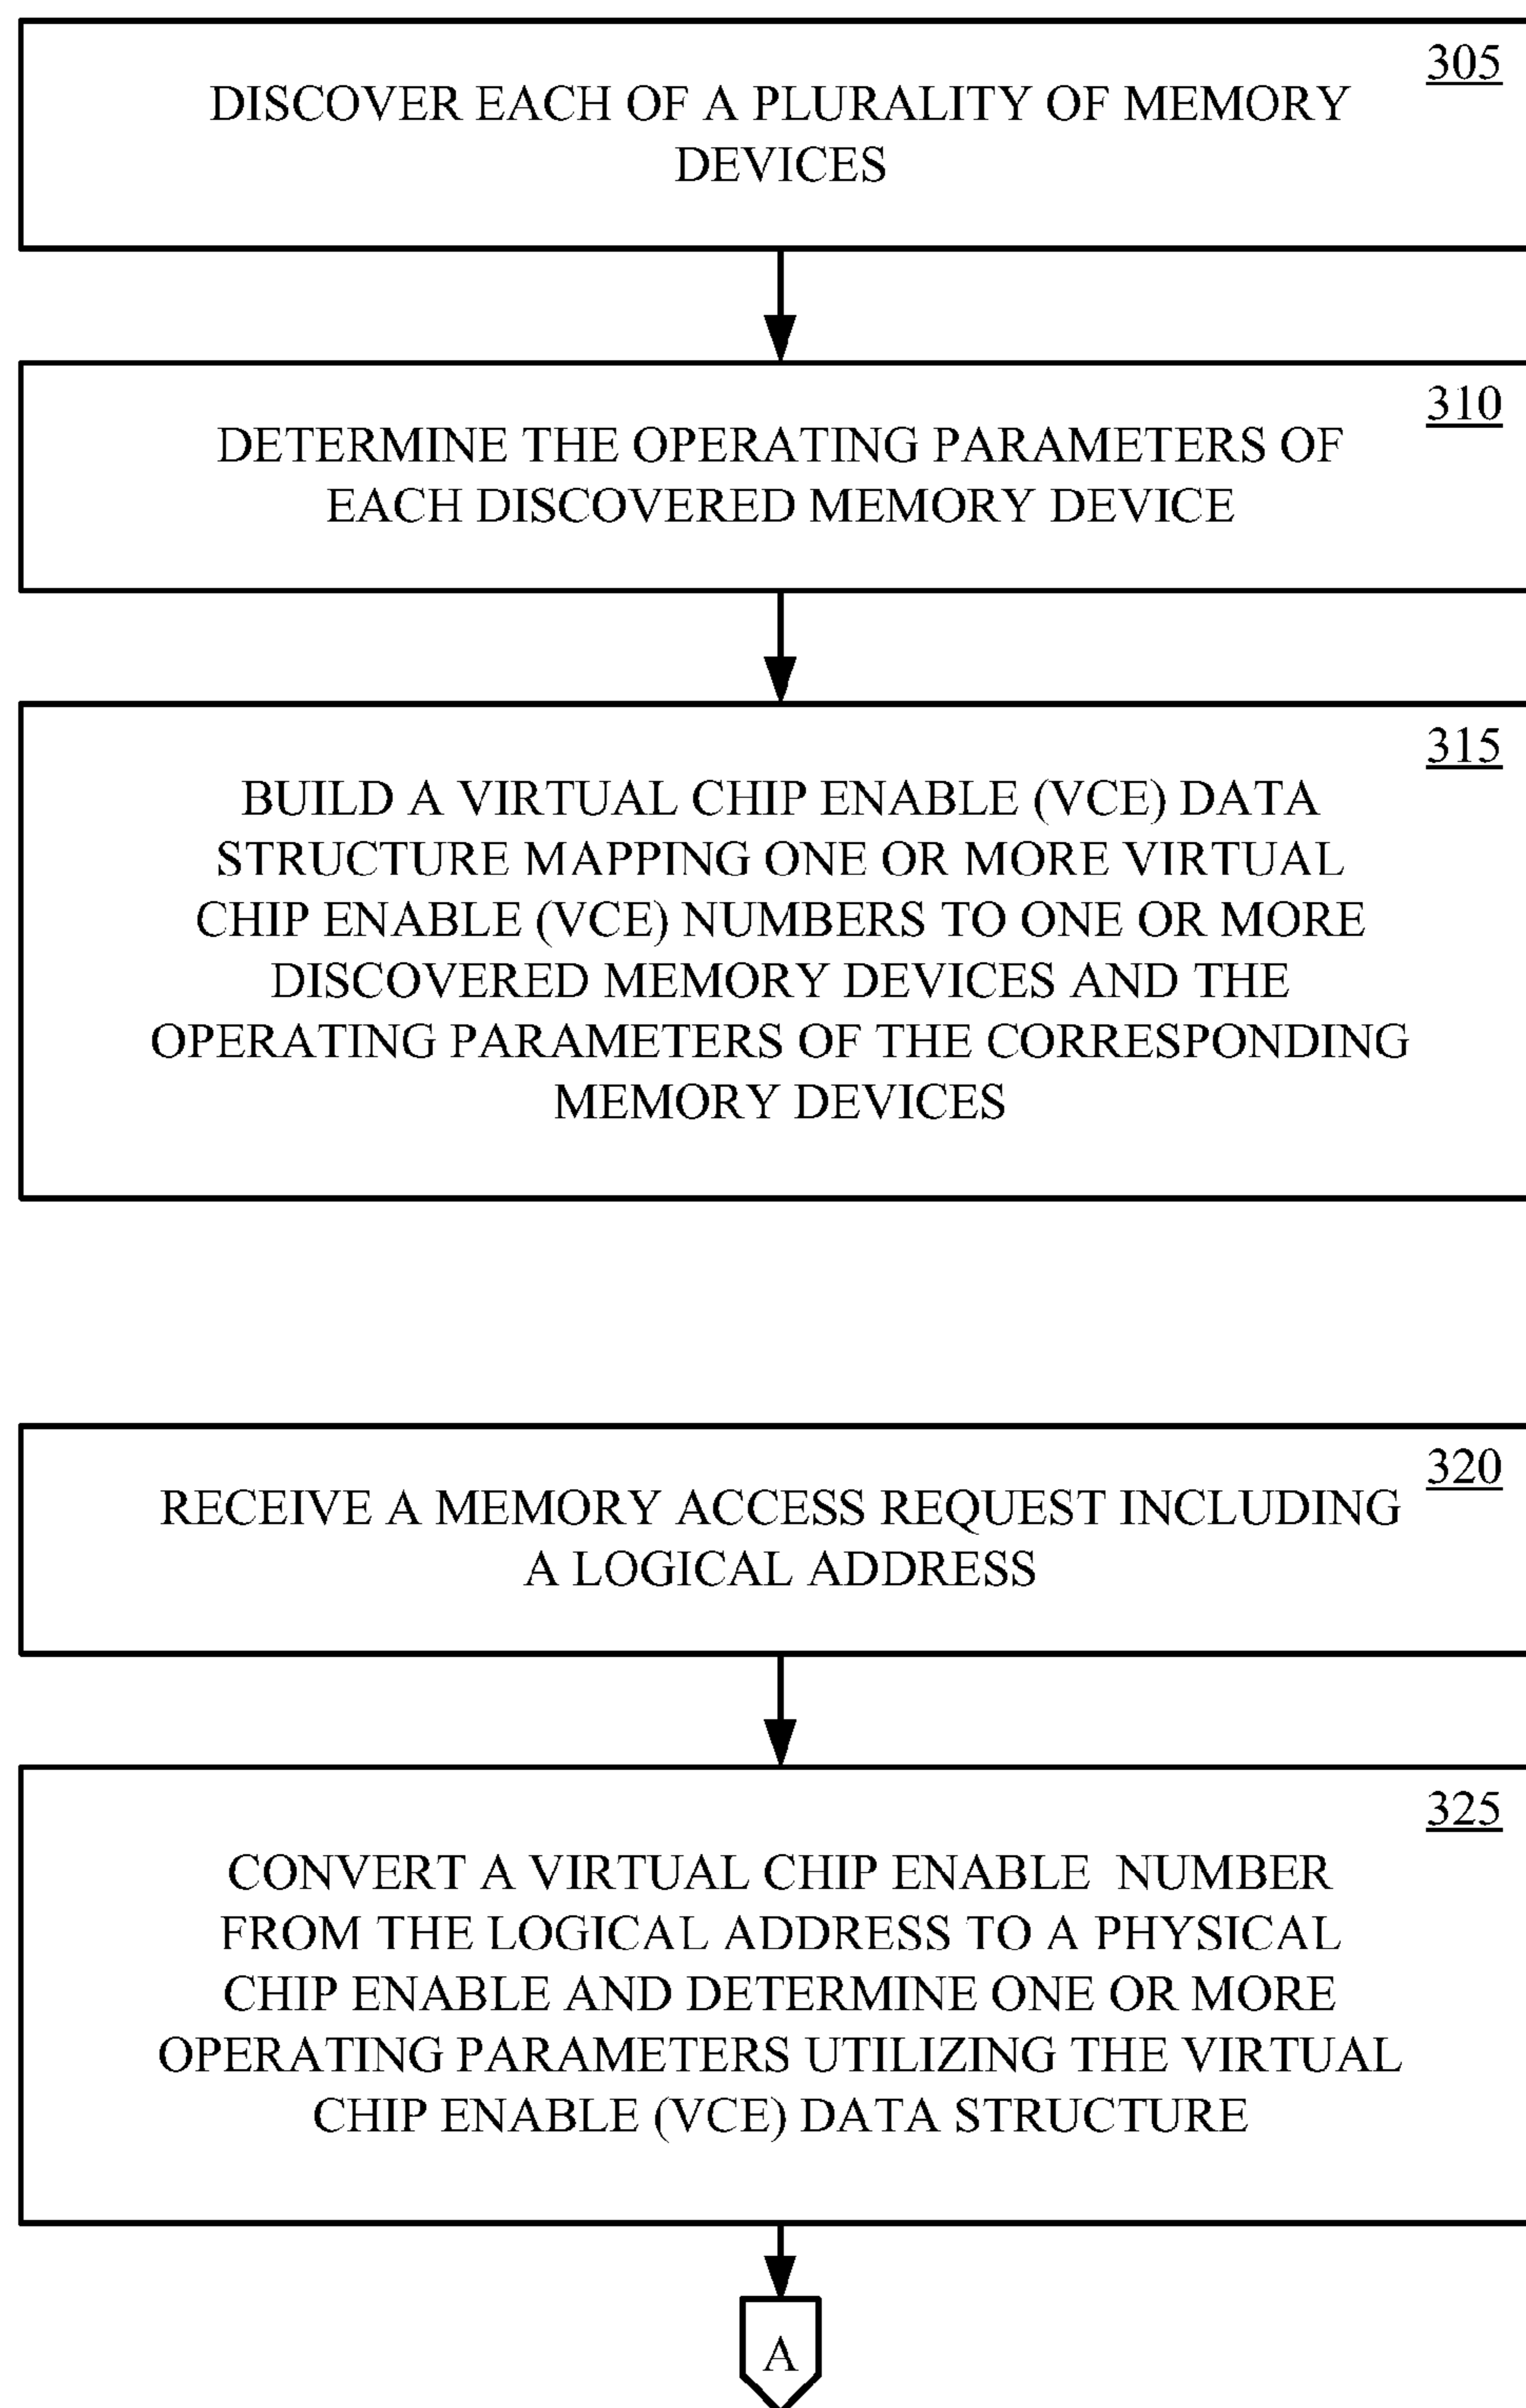 305
DISCOVER EACH OF A PLURALITY OF MEMORY
DEVICES
310
DETERMINE THE OPERATING PARAMETERS OF
EACH DISCOVERED MEMORY DEVICE
315
BUILD A VIRTUAL CHIP ENABLE (VCE) DATA
STRUCTURE MAPPING ONE OR MORE VIRTUAL
CHIP ENABLE (VCE) NUMBERS TO ONE OR MORE
DISCOVERED MEMORY DEVICES AND THE
OPERATING PARAMETERS OF THE CORRESPONDING
MEMORY DEVICES
320
RECEIVE A MEMORY ACCESS REQUEST INCLUDING
A LOGICAL ADDRESS
325
CONVERT A VIRTUAL CHIP ENABLE NUMBER
FROM THE LOGICAL ADDRESS TO A PHYSICAL
CHIP ENABLE AND DETERMINE ONE OR MORE
OPERATING PARAMETERS UTILIZING THE VIRTUAL
CHIP ENABLE (VCE) DATA STRUCTURE
A